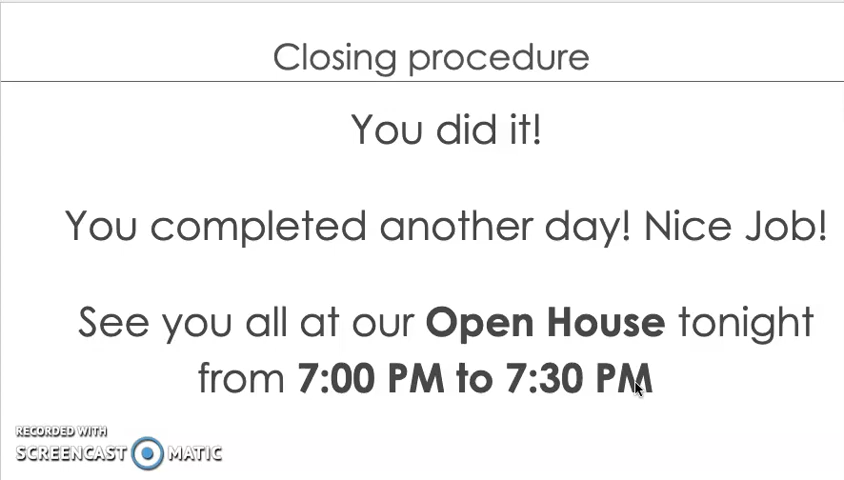 Closing procedure
You did it!
You completed another day! Nice Job!
See you all at our Open House tonight
from 7:00 PM to 7:30 PM
RECORDED WITH
SCREENCAST MATIC